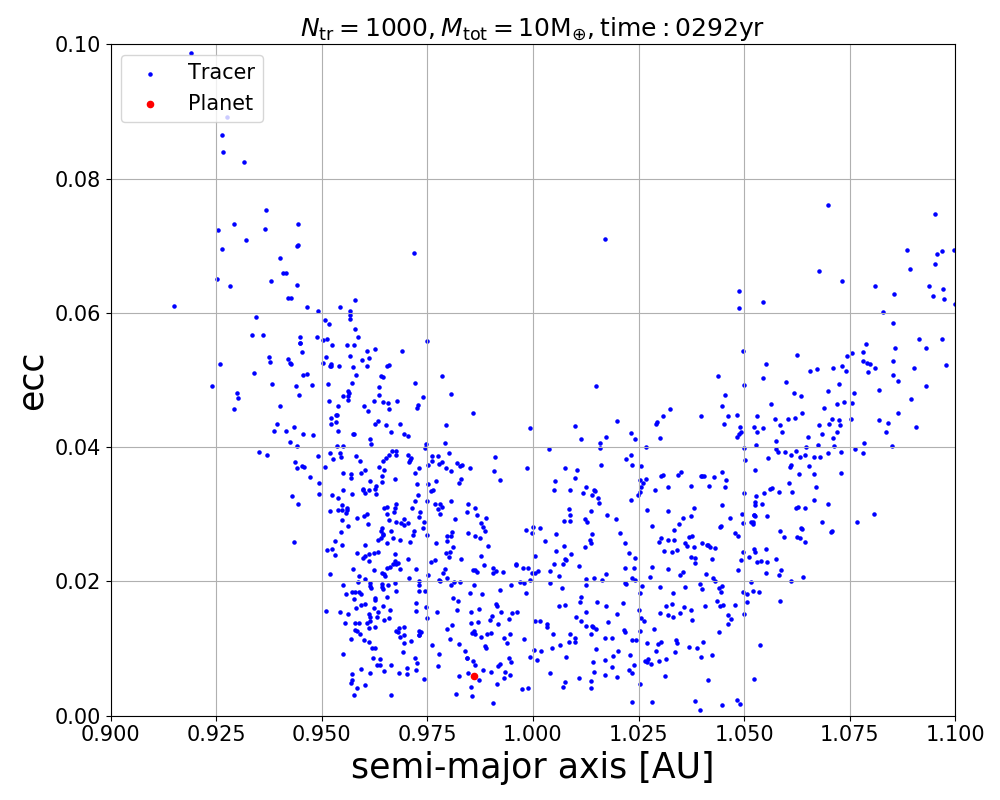 N_tr = 1000, M_tot = 10M_⊕, time : 0292yr
Tracer
Planet
0.10
0.08
0.06
0.04
0.02
0.00
ecc
0.900 0.925 0.950 0.975 1.000 1.025 1.050 1.075 1.100
semi-major axis [AU]